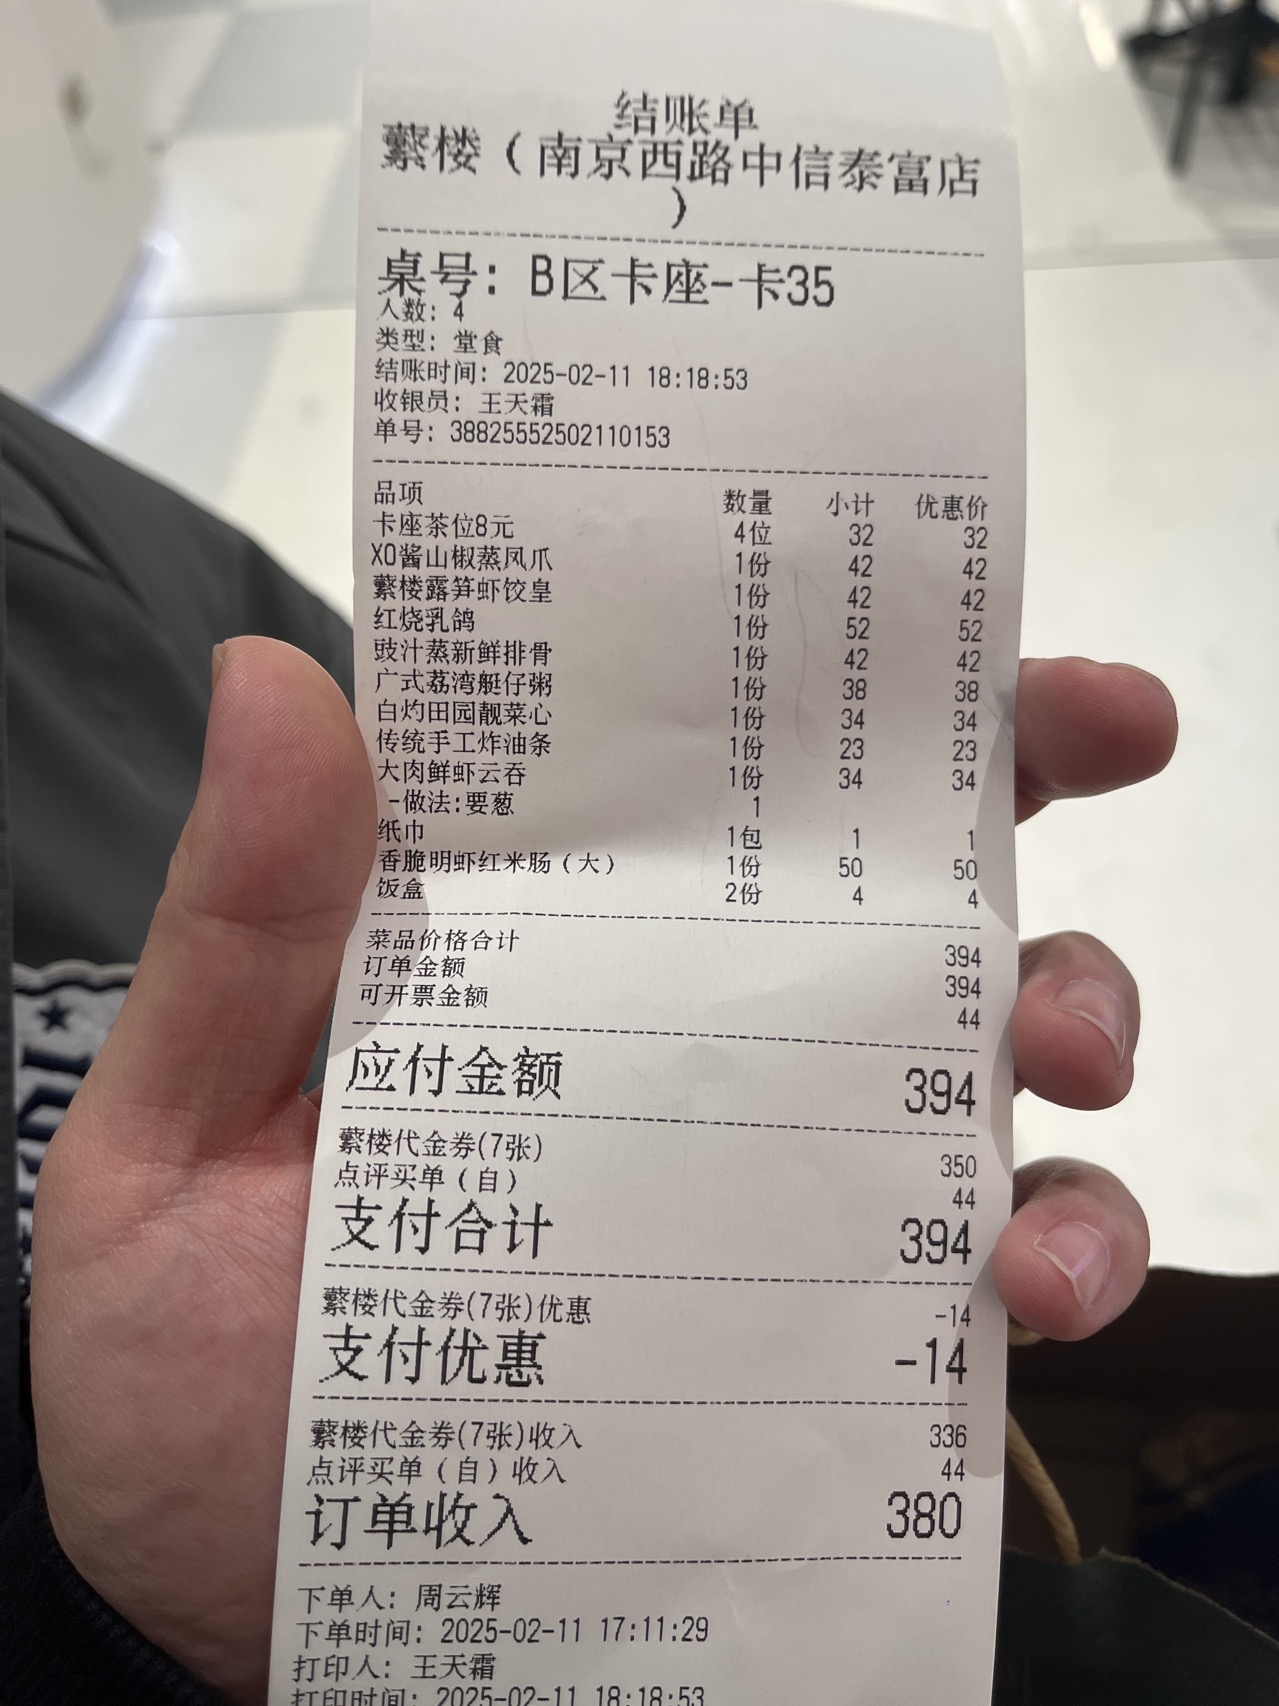 结账单
蘩楼（南京西路中信泰富店
）
桌号：B区卡座-卡35
人数：4
类型：堂食
结账时间：2025-02-11 18:18:53
收银员：王天霜
单号：38825552502110153
品项 数量 小计 优惠价
卡座茶位8元 4位 32 32
XO酱山椒蒸凤爪 1份 42 42
蘩楼露笋虾饺皇 1份 42 42
红烧乳鸽 1份 52 52
豉汁蒸新鲜排骨 1份 42 42
广式荔湾艇仔粥 1份 38 38
白灼田园靓菜心 1份 34 34
传统手工炸油条 1份 23 23
大肉鲜虾云吞 1份 34 34
-做法:要葱 1
纸巾 1包 1 1
香脆明虾红米肠（大） 1份 50 50
饭盒 2份 4 4
菜品价格合计 394
订单金额 394
可开票金额 44
应付金额 394
蘩楼代金券(7张) 350
点评买单（自） 44
支付合计 394
蘩楼代金券(7张)优惠 -14
支付优惠 -14
蘩楼代金券(7张)收入 336
点评买单（自）收入 44
订单收入 380
下单人：周云辉
下单时间：2025-02-11 17:11:29
打印人：王天霜
打印时间：2025-02-11 18:18:53